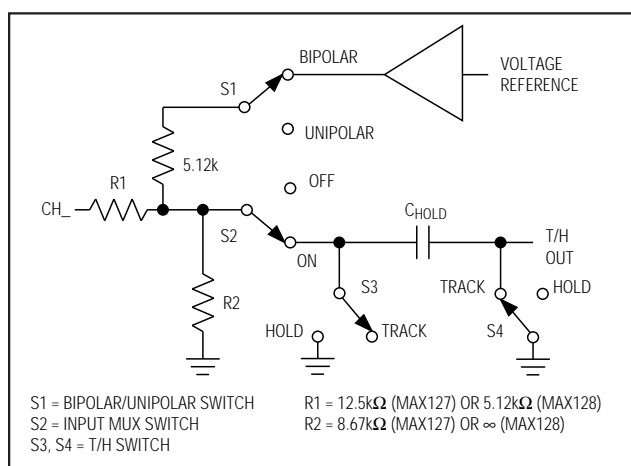 BIPOLAR
VOLTAGE
REFERENCE
S1
UNIPOLAR
5.12k
OFF
R1
CH_
S2
CHOLD
T/H
OUT
ON
S3
TRACK
HOLD
R2
HOLD
TRACK
S4
S1 = BIPOLAR/UNIPOLAR SWITCH
S2 = INPUT MUX SWITCH
S3, S4 = T/H SWITCH
R1 = 12.5kΩ (MAX127) OR 5.12kΩ (MAX128)
R2 = 8.67kΩ (MAX127) OR ∞ (MAX128)